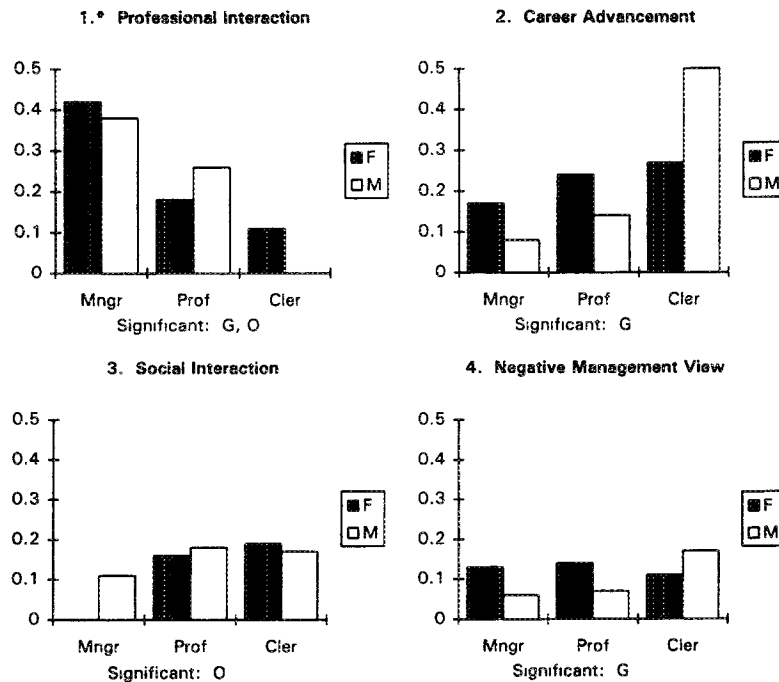 1.* Professional Interaction
0.5
0.4
0.3
0.2
0.1
0
F
M
Mngr Prof Cler
Significant: G, O
2. Career Advancement
0.5
0.4
0.3
0.2
0.1
0
F
M
Mngr Prof Cler
Significant: G
3. Social Interaction
0.5
0.4
0.3
0.2
0.1
0
F
M
Mngr Prof Cler
Significant: O
4. Negative Management View
0.5
0.4
0.3
0.2
0.1
0
F
M
Mngr Prof Cler
Significant: G